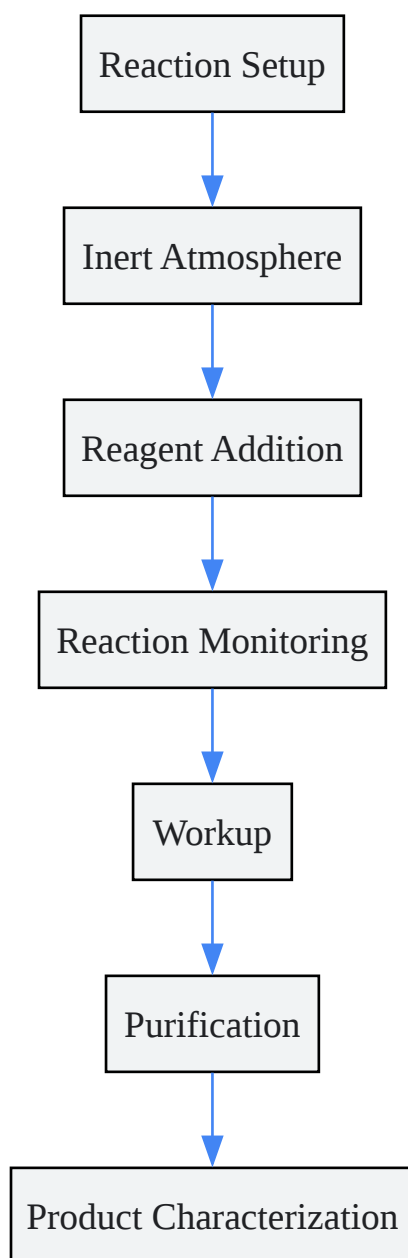 Reaction Setup
Inert Atmosphere
Reagent Addition
Reaction Monitoring
Workup
Purification
Product Characterization